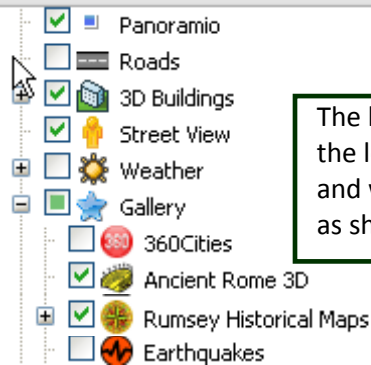 Panoramio
Roads
3D Buildings
Street View
Weather
Gallery
360 360Cities
Ancient Rome 3D
Rumsey Historical Maps
Earthquakes
The
the
and
as